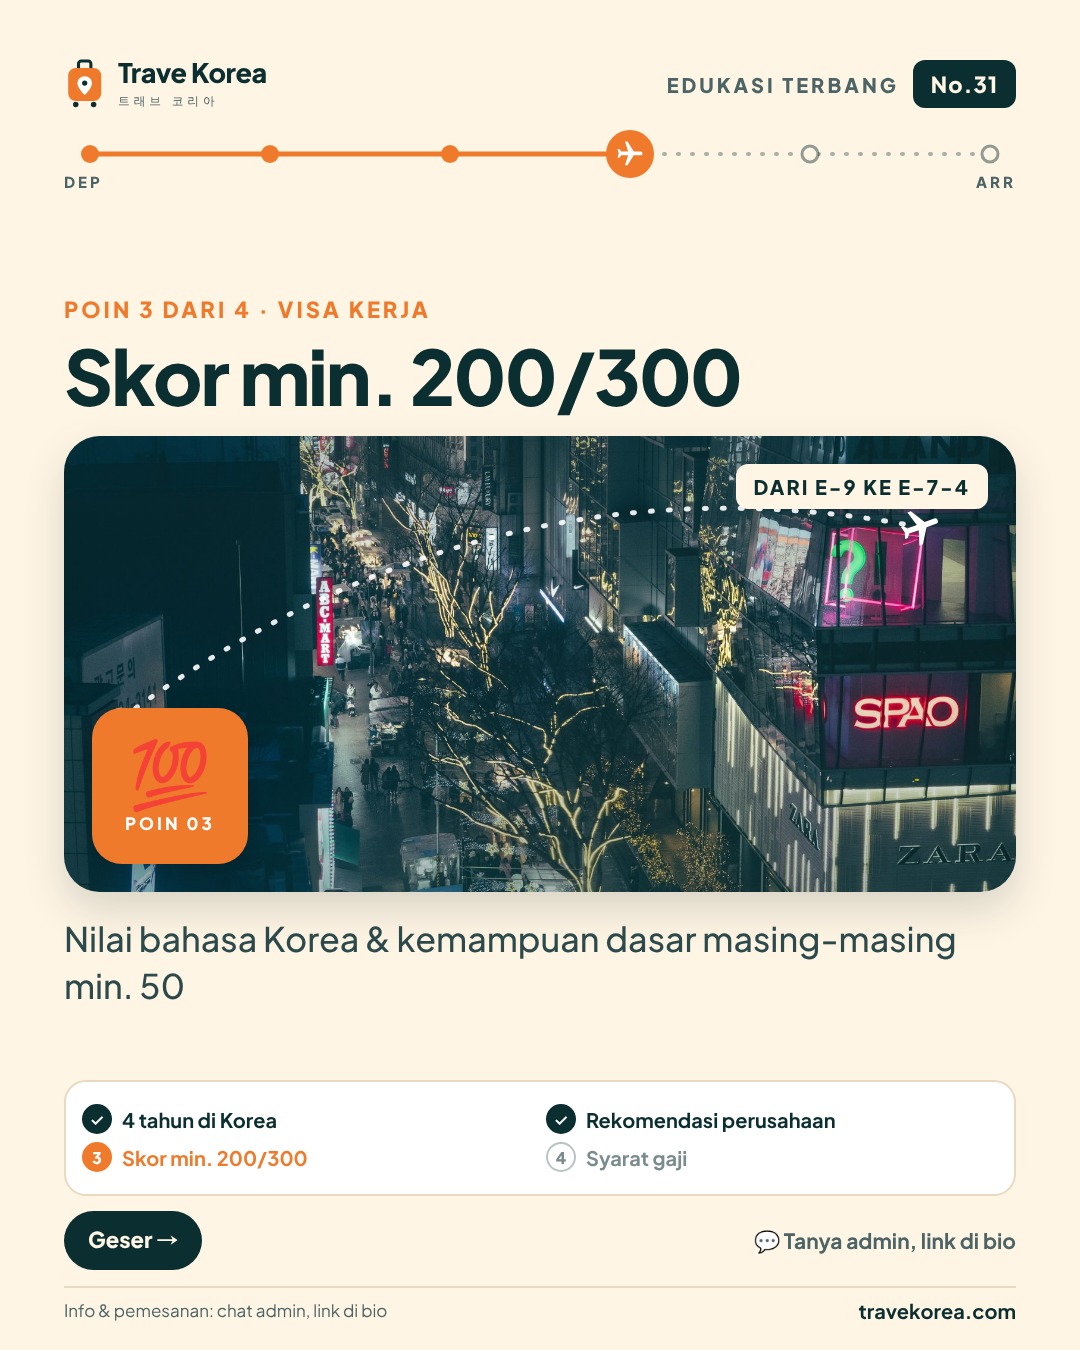 Trave Korea
트래브 코리아
EDUKASI TERBANG
No.31
DEP
ARR
POIN 3 DARI 4 · VISA KERJA
Skor min. 200/300
DARI E-9 KE E-7-4
ABC·MART
?
SPAO
ZARA
ZARA
100
POIN 03
Nilai bahasa Korea & kemampuan dasar masing-masing
min. 50
4 tahun di Korea
Rekomendasi perusahaan
3 Skor min. 200/300
4 Syarat gaji
Geser →
💬 Tanya admin, link di bio
Info & pemesanan: chat admin, link di bio
travekorea.com